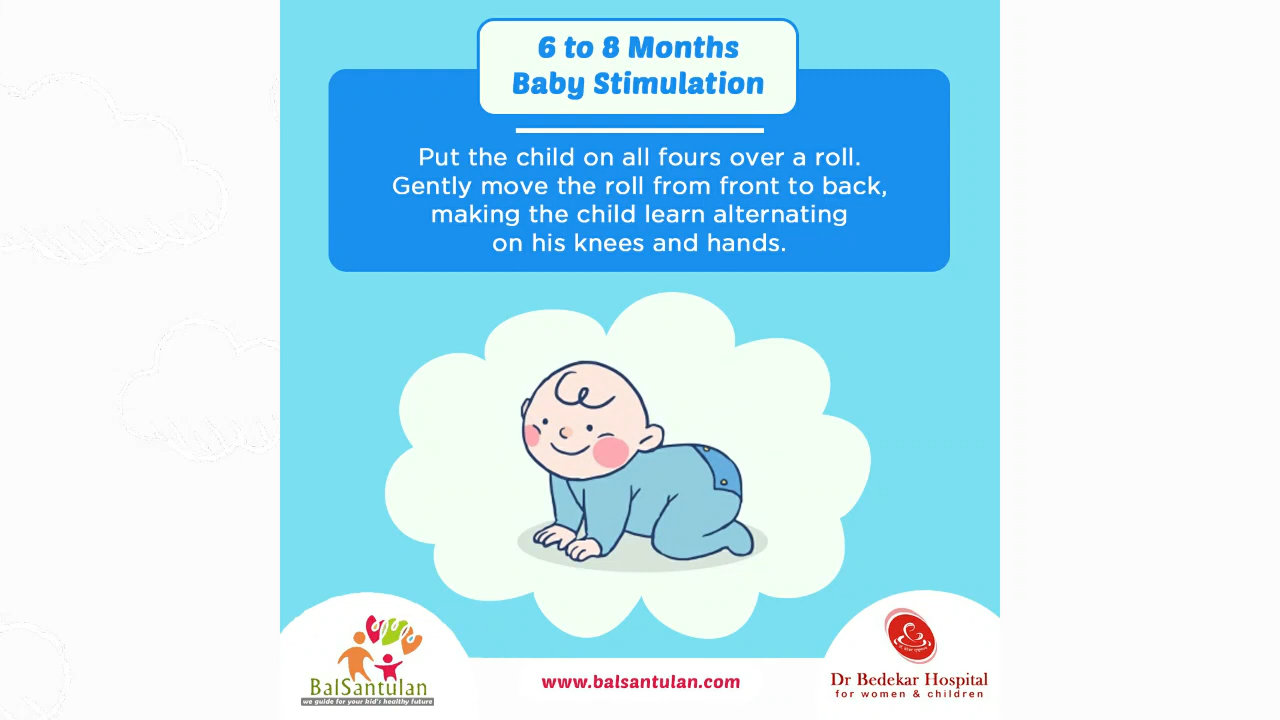 6 to 8 Months
Baby Stimulation
Put the child on all fours over a roll.
Gently move the roll from front to back,
making the child learn alternating
on his knees and hands.
BalSantulan
we guide for your kid's healthy future
www.balsantulan.com
Dr Bedekar Hospital
for women & children